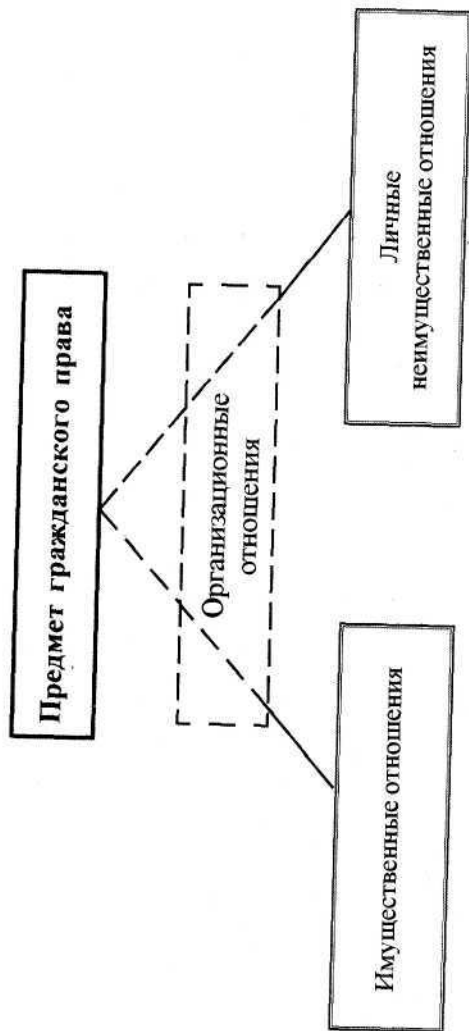 Предмет гражданского права
Организационные
отношения
Имущественные отношения
Личные
неимущественные отношения